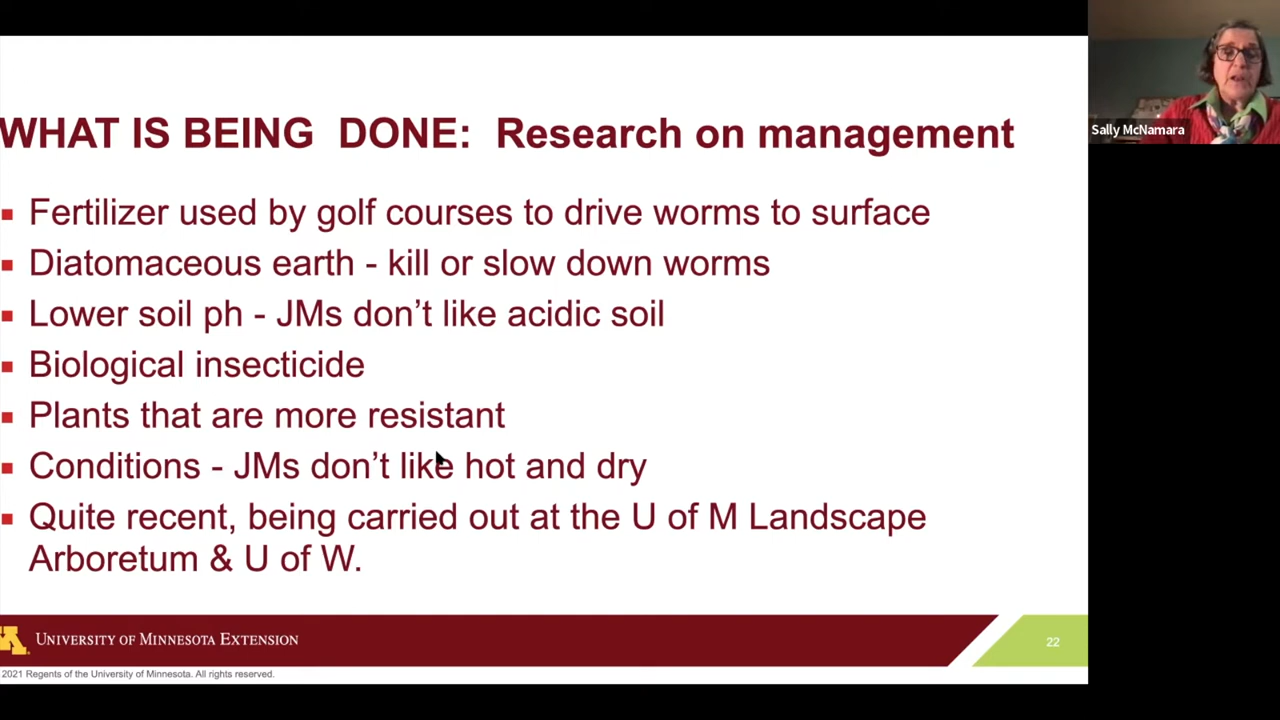 WHAT IS BEING DONE: Research on management
Fertilizer used by golf courses to drive worms to surface
Diatomaceous earth - kill or slow down worms
Lower soil ph - JMs don't like acidic soil
Biological insecticide
Plants that are more resistant
Conditions - JMs don't like hot and dry
Quite recent, being carried out at the U of M Landscape
Arboretum & U of W.
UNIVERSITY OF MINNESOTA EXTENSION
22
2021 Regents of the University of Minnesota. All rights reserved.
Sally McNamara